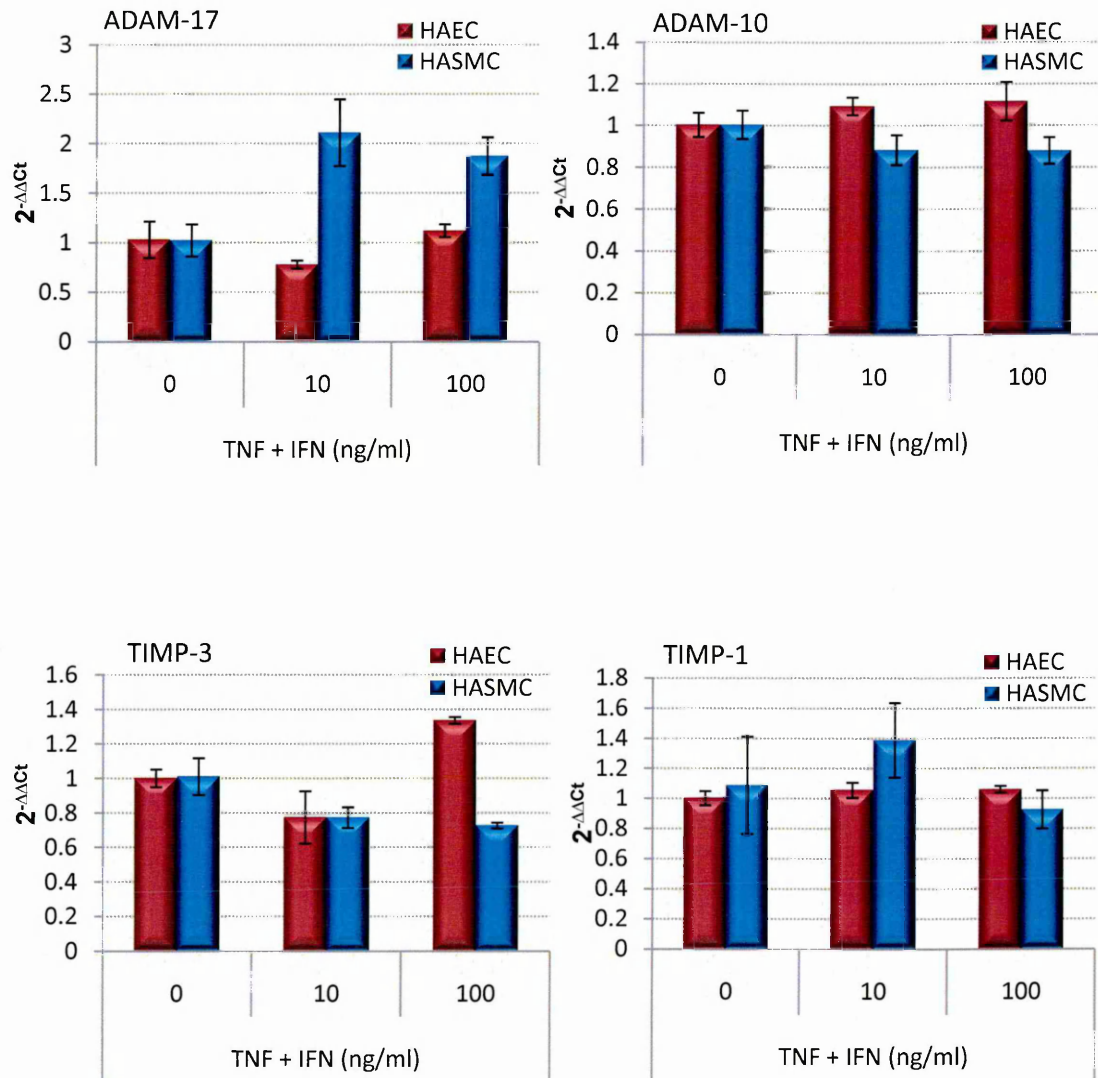 ADAM-17
HAEC
HASMC
3
2.5
2
1.5
1
0.5
0
2-ΔΔCt
0 10 100
TNF + IFN (ng/ml)
ADAM-10
HAEC
HASMC
1.4
1.2
1
0.8
0.6
0.4
0.2
0
2-ΔΔCt
0 10 100
TNF + IFN (ng/ml)
TIMP-3
HAEC
HASMC
1.6
1.4
1.2
1
0.8
0.6
0.4
0.2
0
2-ΔΔCt
0 10 100
TNF + IFN (ng/ml)
TIMP-1
HAEC
HASMC
1.8
1.6
1.4
1.2
1
0.8
0.6
0.4
0.2
0
2-ΔΔCt
0 10 100
TNF + IFN (ng/ml)